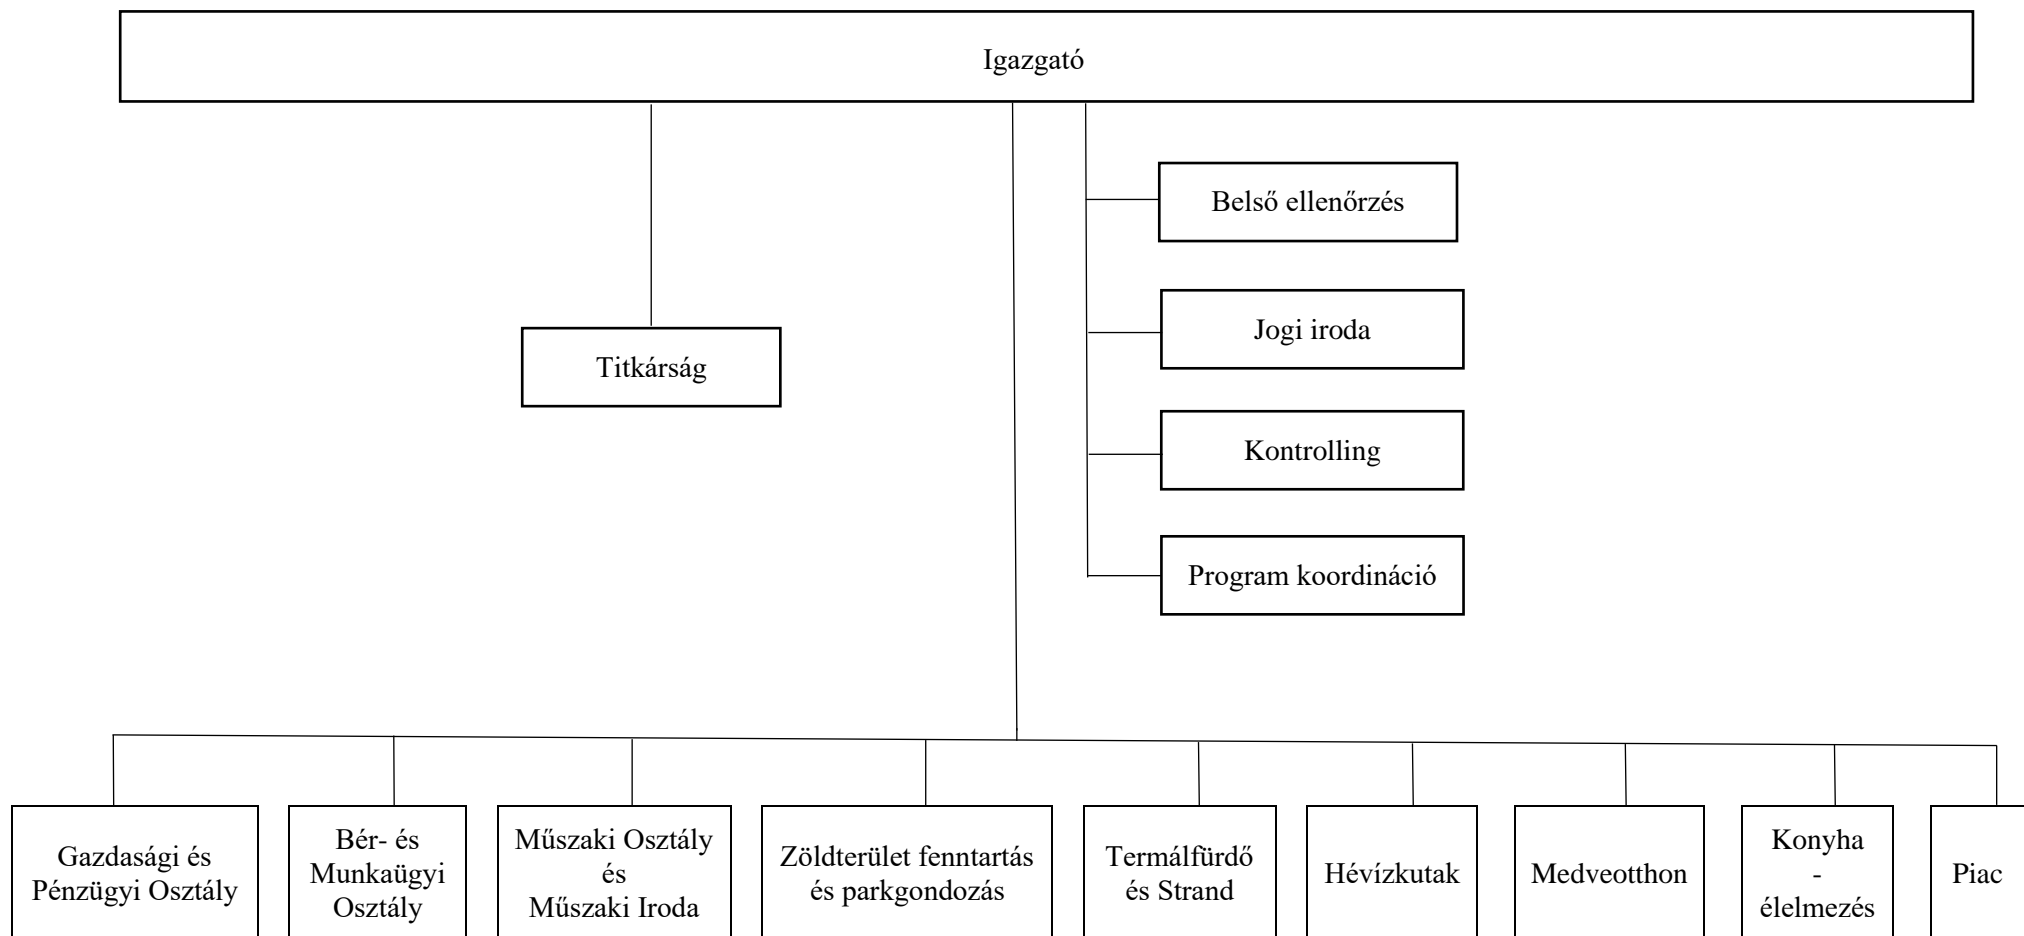 Igazgató
Belső ellenőrzés
Jogi iroda
Titkárság
Kontrolling
Program koordináció
Gazdasági és
Pénzügyi Osztály
Bér- és
Munkaügyi
Osztály
Műszaki Osztály
és
Műszaki Iroda
Zöldterület fenntartás
és parkgondozás
Termálfürdő
és Strand
Hévízkutak
Medveotthon
Konyha
-
élelmezés
Piac